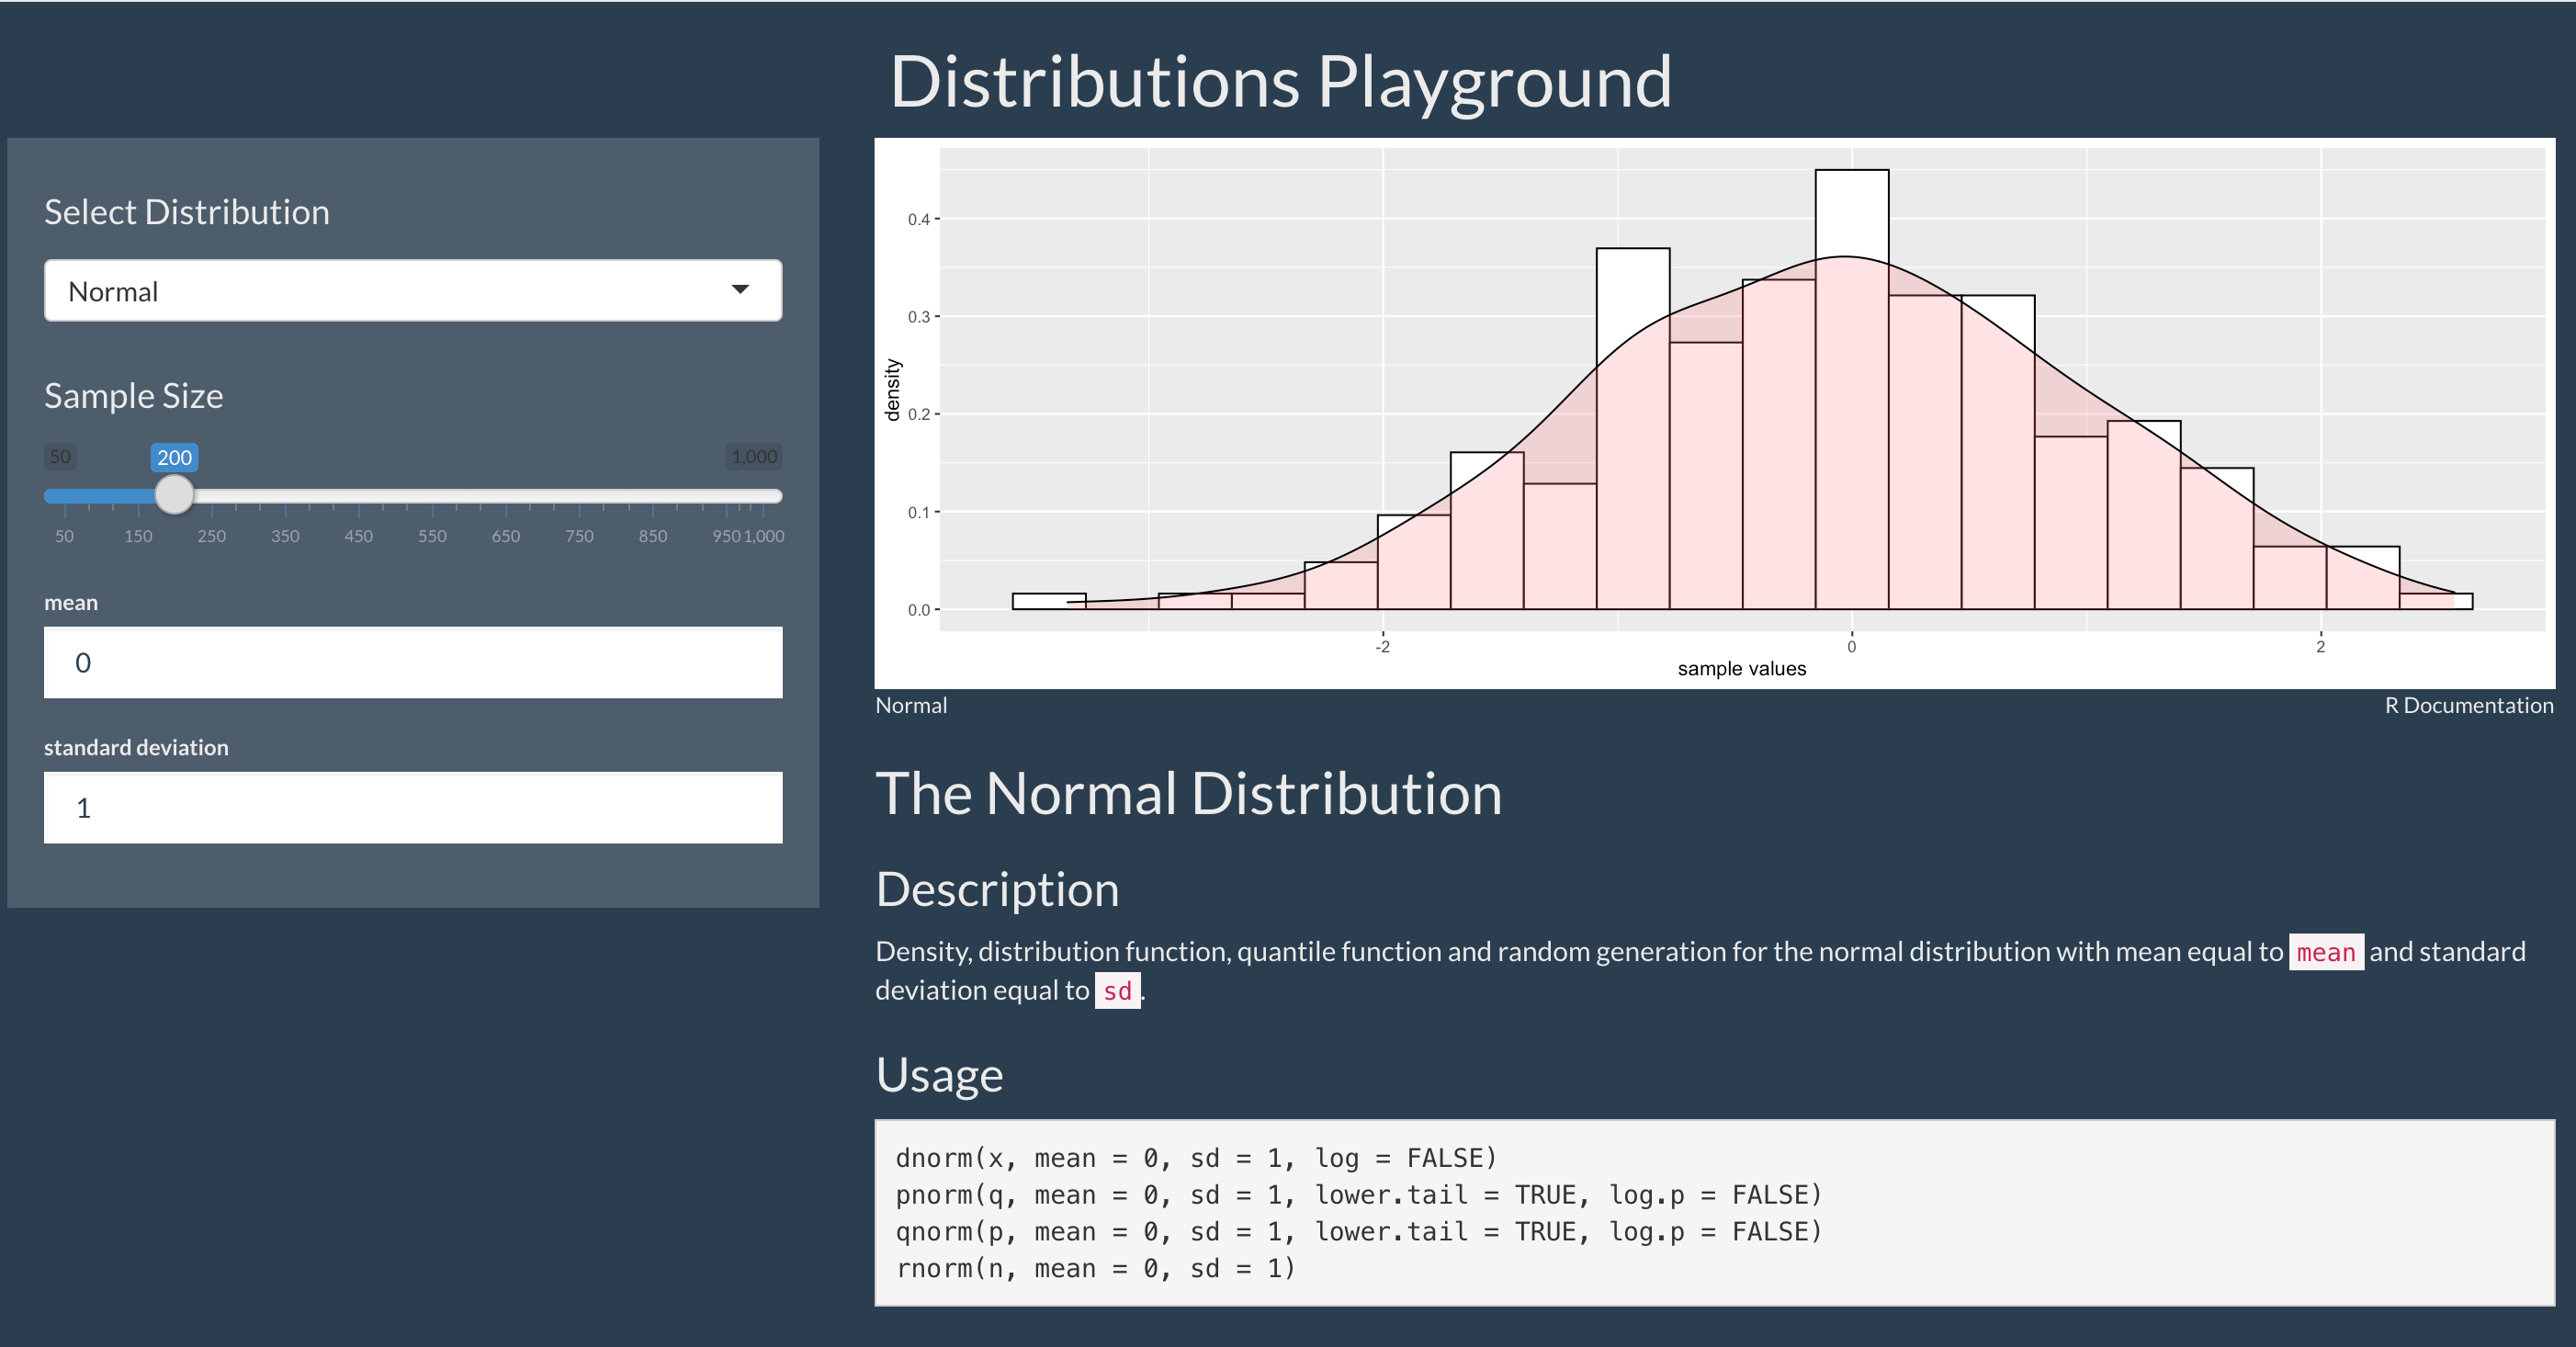 Distributions Playground
Select Distribution
Normal
Sample Size
50
200
1,000
50 150 250 350 450 550 650 750 850 950 1,000
mean
0
standard deviation
1
density
0.4
0.3
0.2
0.1
0.0
-2 0 2
sample values
Normal R Documentation
The Normal Distribution
Description
Density, distribution function, quantile function and random generation for the normal distribution with mean equal to mean and standard
deviation equal to sd.
Usage
dnorm(x, mean = 0, sd = 1, log = FALSE)
pnorm(q, mean = 0, sd = 1, lower.tail = TRUE, log.p = FALSE)
qnorm(p, mean = 0, sd = 1, lower.tail = TRUE, log.p = FALSE)
rnorm(n, mean = 0, sd = 1)